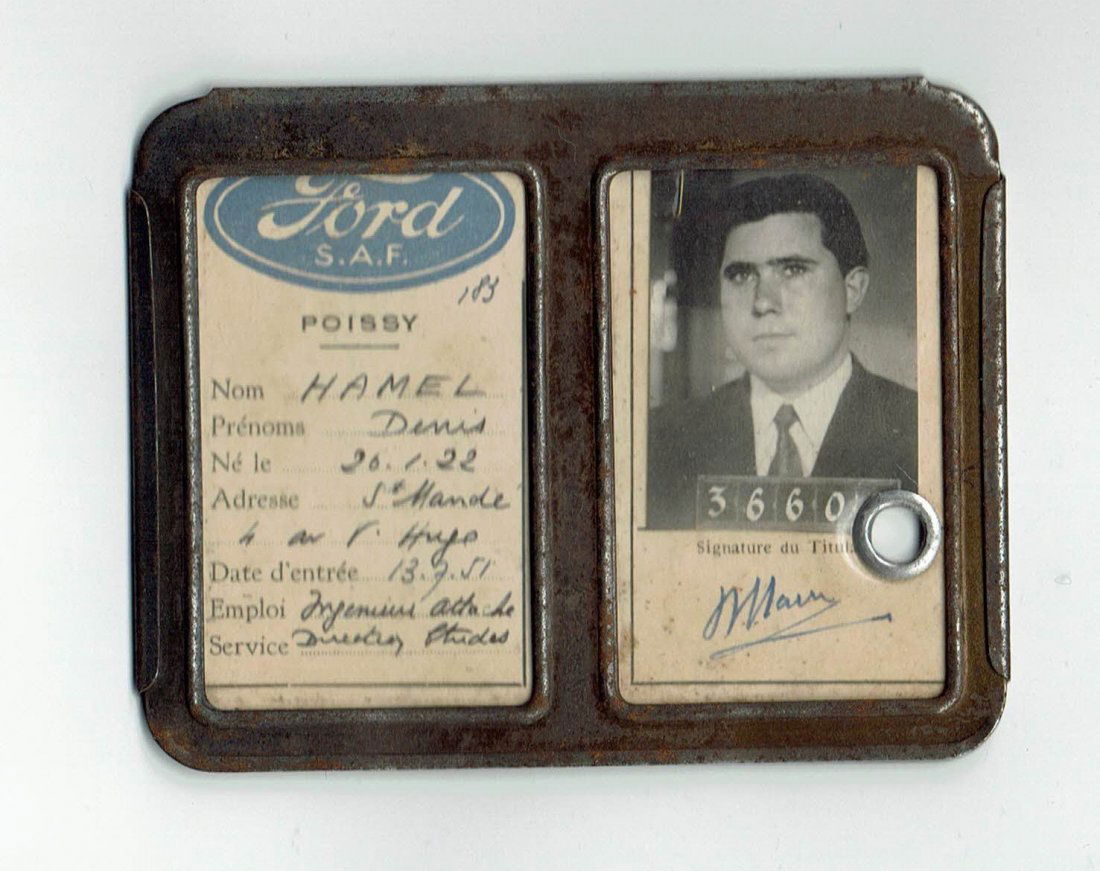 Ford
S.A.F.
183
POISSY
Nom HAMEL
Prénoms Denis
Né le 26.1.22
Adresse St Mandé
4 av V. Hugo
Date d'entrée 13.9.51
Emploi Ingenieur attaché
Service Direction Etudes
3660
Signature du Titul